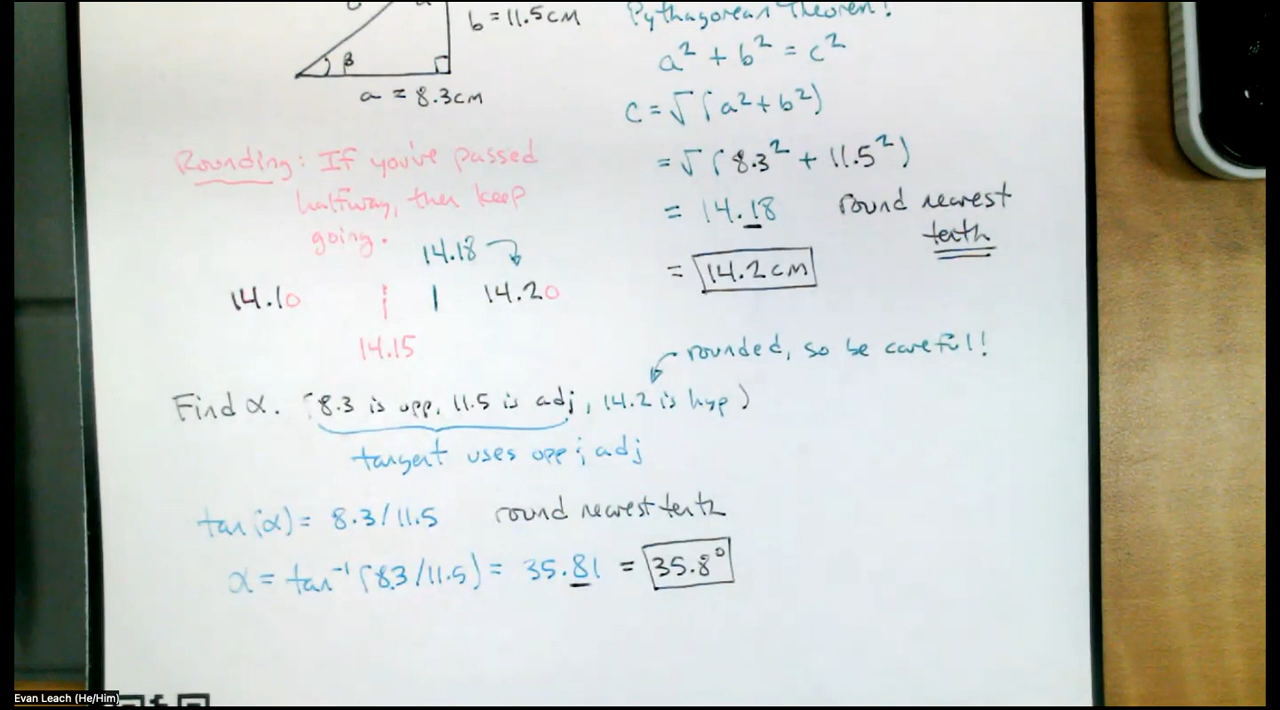 b = 11.5cm
β
a = 8.3cm
Pythagorean Theorem!
a² + b² = c²
c = √(a² + b²)
= √(8.3² + 11.5²)
= 14.18 round nearest
tenth
= 14.2cm
Rounding: If you've passed
halfway, then keep
going.
14.18
14.10 14.20
14.15
rounded, so be careful!
Find α. (8.3 is opp, 11.5 is adj, 14.2 is hyp)
tangent uses opp ; adj
tan(α) = 8.3/11.5 round nearest tenth
α = tan⁻¹(8.3/11.5) = 35.81 = 35.8°
Evan Leach (He/Him)